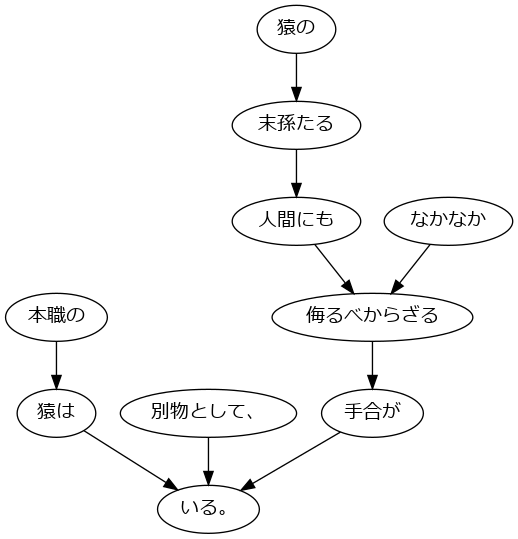 猿の
末孫たる
人間にも
なかなか
本職の
侮るべからざる
猿は
別物として、
手合が
いる。